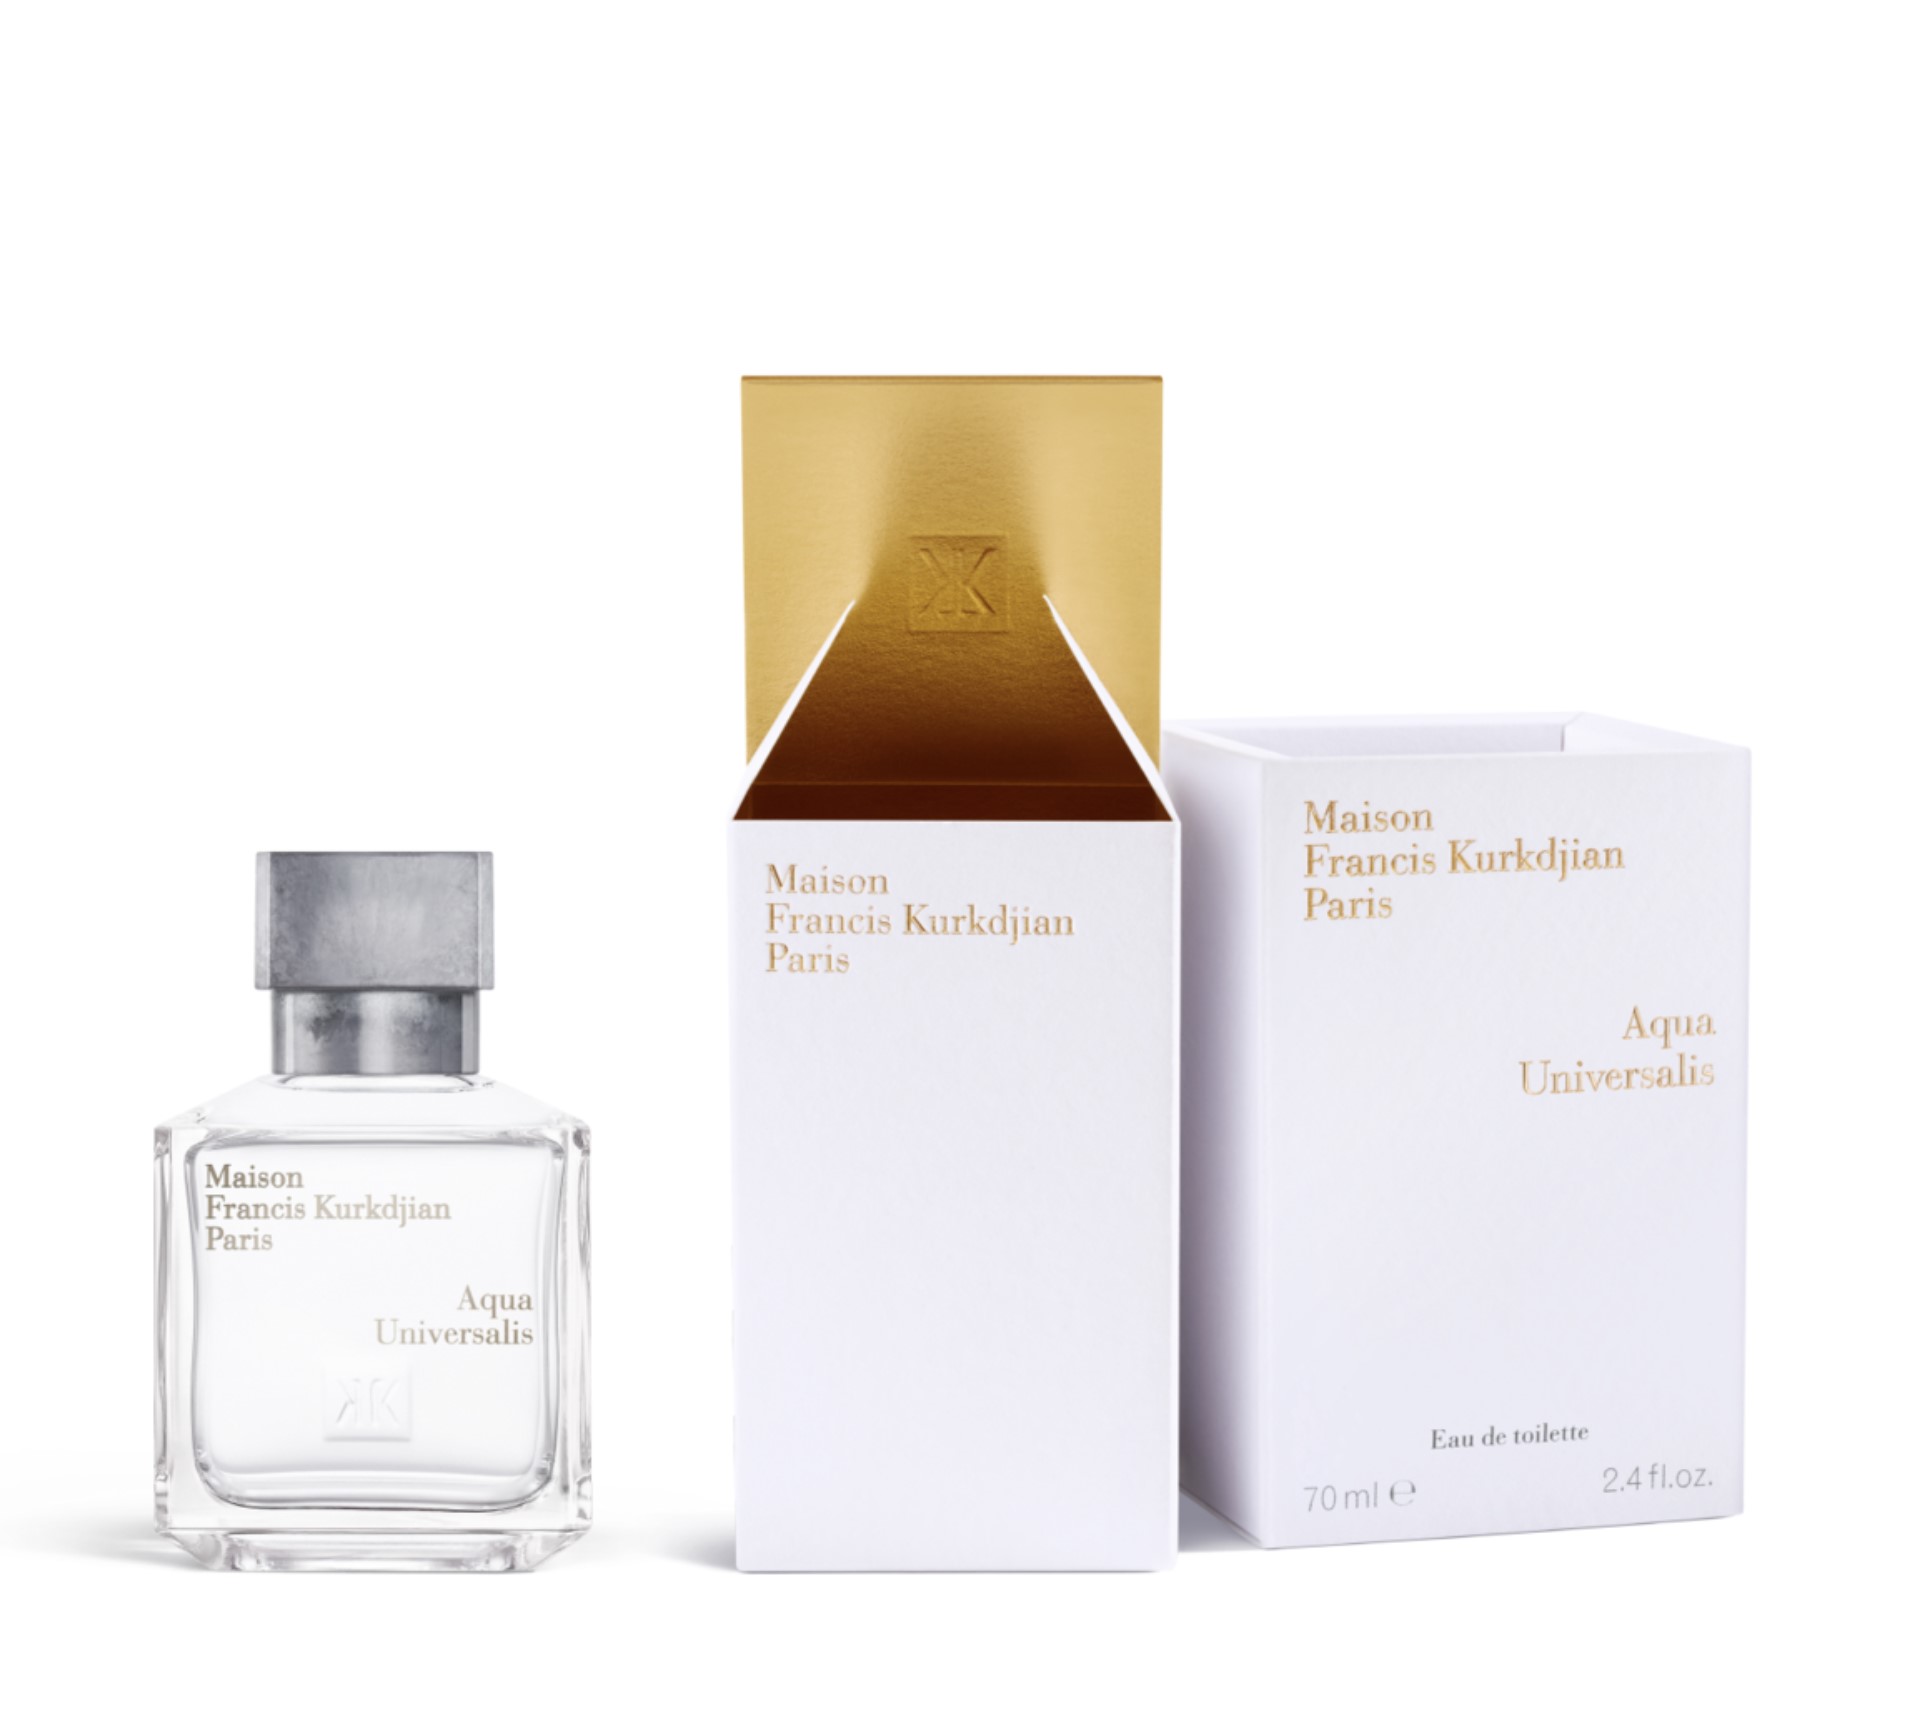 Maison
Francis Kurkdjian
Paris
Aqua
Universalis
Maison
Francis Kurkdjian
Paris
Maison
Francis Kurkdjian
Paris
Aqua
Universalis
Eau de toilette
70 ml ℮ 2.4 fl.oz.